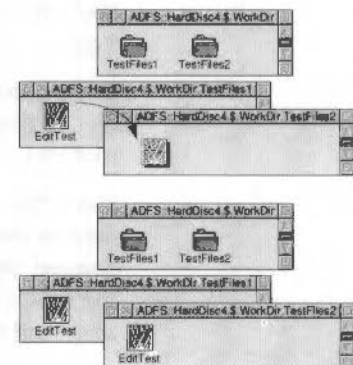 ADFS::HardDisc4.$.WorkDir
TestFiles1 TestFiles2
ADFS::HardDisc4.$.WorkDir.TestFiles1
EditTest
ADFS::HardDisc4.$.WorkDir.TestFiles2
ADFS::HardDisc4.$.WorkDir
TestFiles1 TestFiles2
ADFS::HardDisc4.$.WorkDir.TestFiles1
EditTest
ADFS::HardDisc4.$.WorkDir.TestFiles2
EditTest